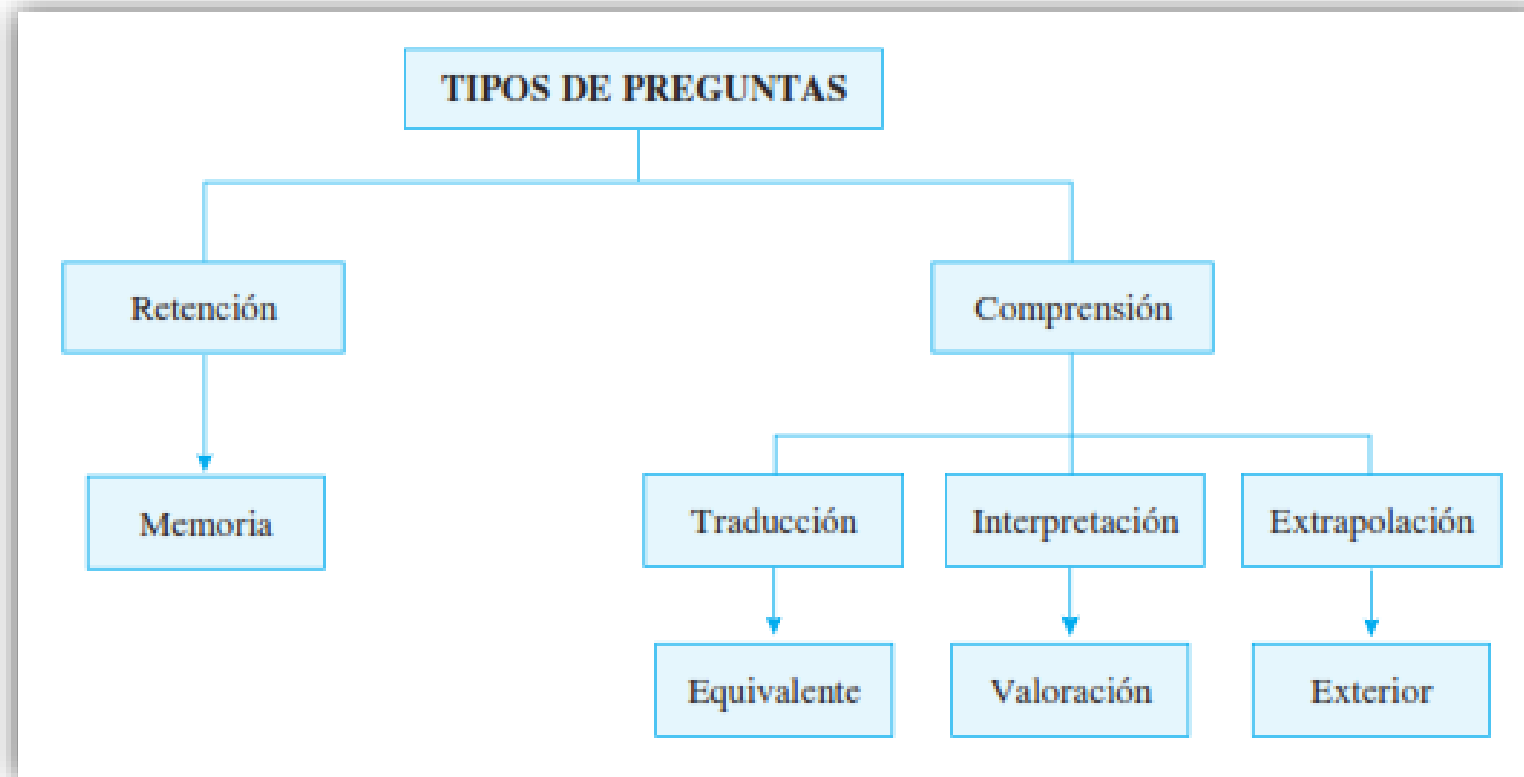 TIPOS DE PREGUNTAS
Retención
Comprensión
Memoria
Traducción
Interpretación
Extrapolación
Equivalente
Valoración
Exterior